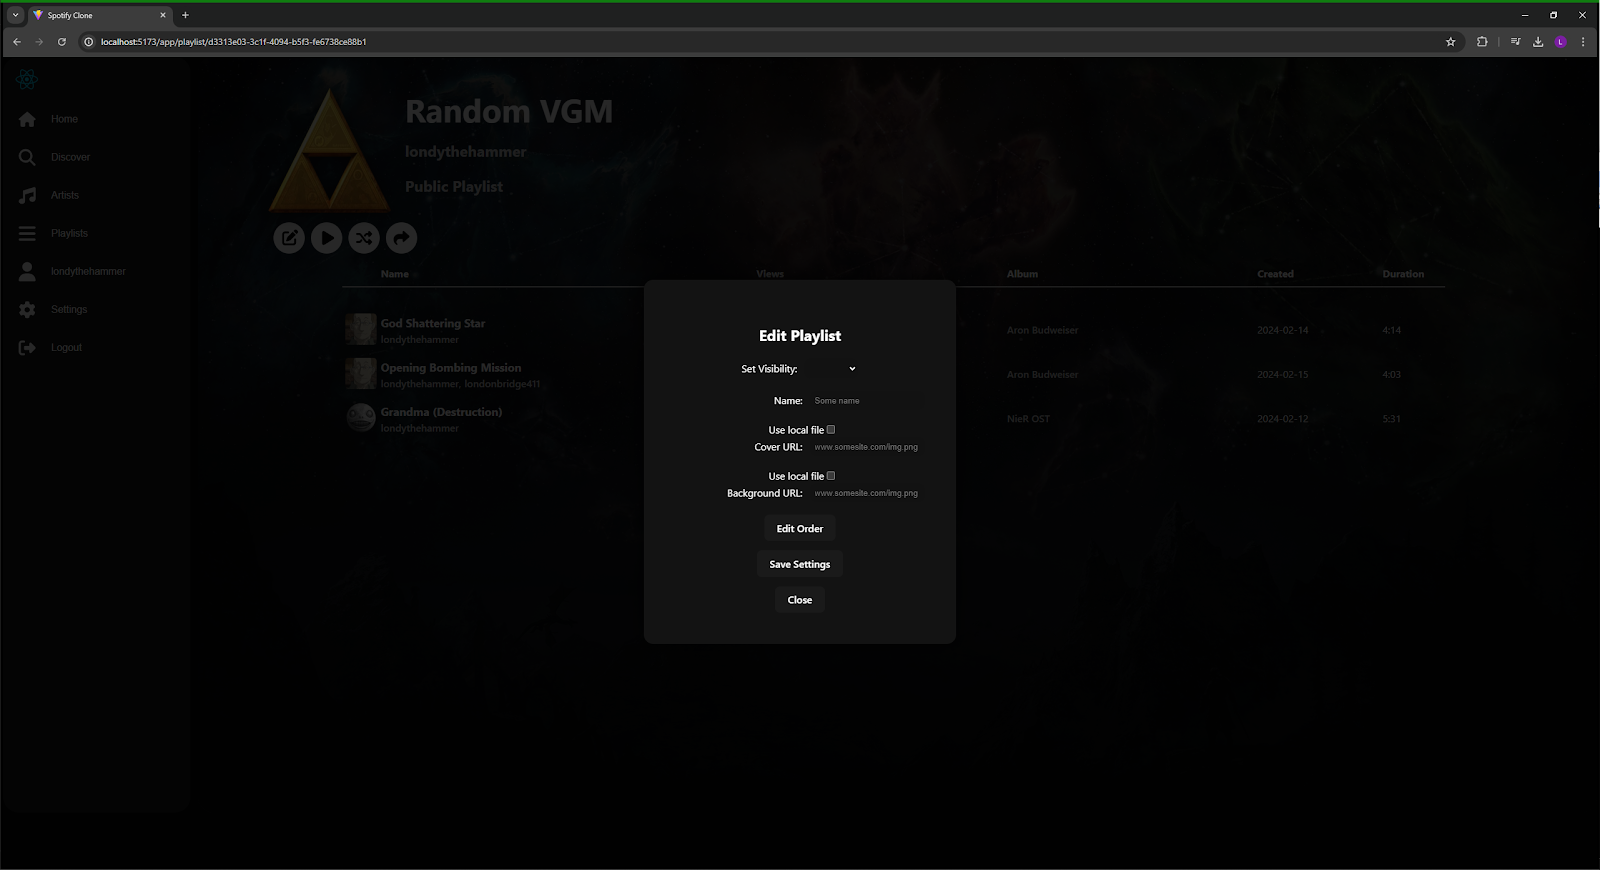 Spotify Clone
localhost:5173/app/playlist/d3313e03-3c1f-4094-b5f3-fe6738ce88b1
L
Home
Discover
Artists
Playlists
londythehammer
Settings
Logout
Random VGM
londythehammer
Public Playlist
Name Views Album Created Duration
God Shattering Star
londythehammer
Aron Budweiser 2024-02-14 4:14
Opening Bombing Mission
londythehammer, londonbridge411
Aron Budweiser 2024-02-15 4:03
Grandma (Destruction)
londythehammer
NieR OST 2024-02-12 5:31
Edit Playlist
Set Visibility:
Name: Some name
Use local file
Cover URL: www.somesite.com/img.png
Use local file
Background URL: www.somesite.com/img.png
Edit Order
Save Settings
Close